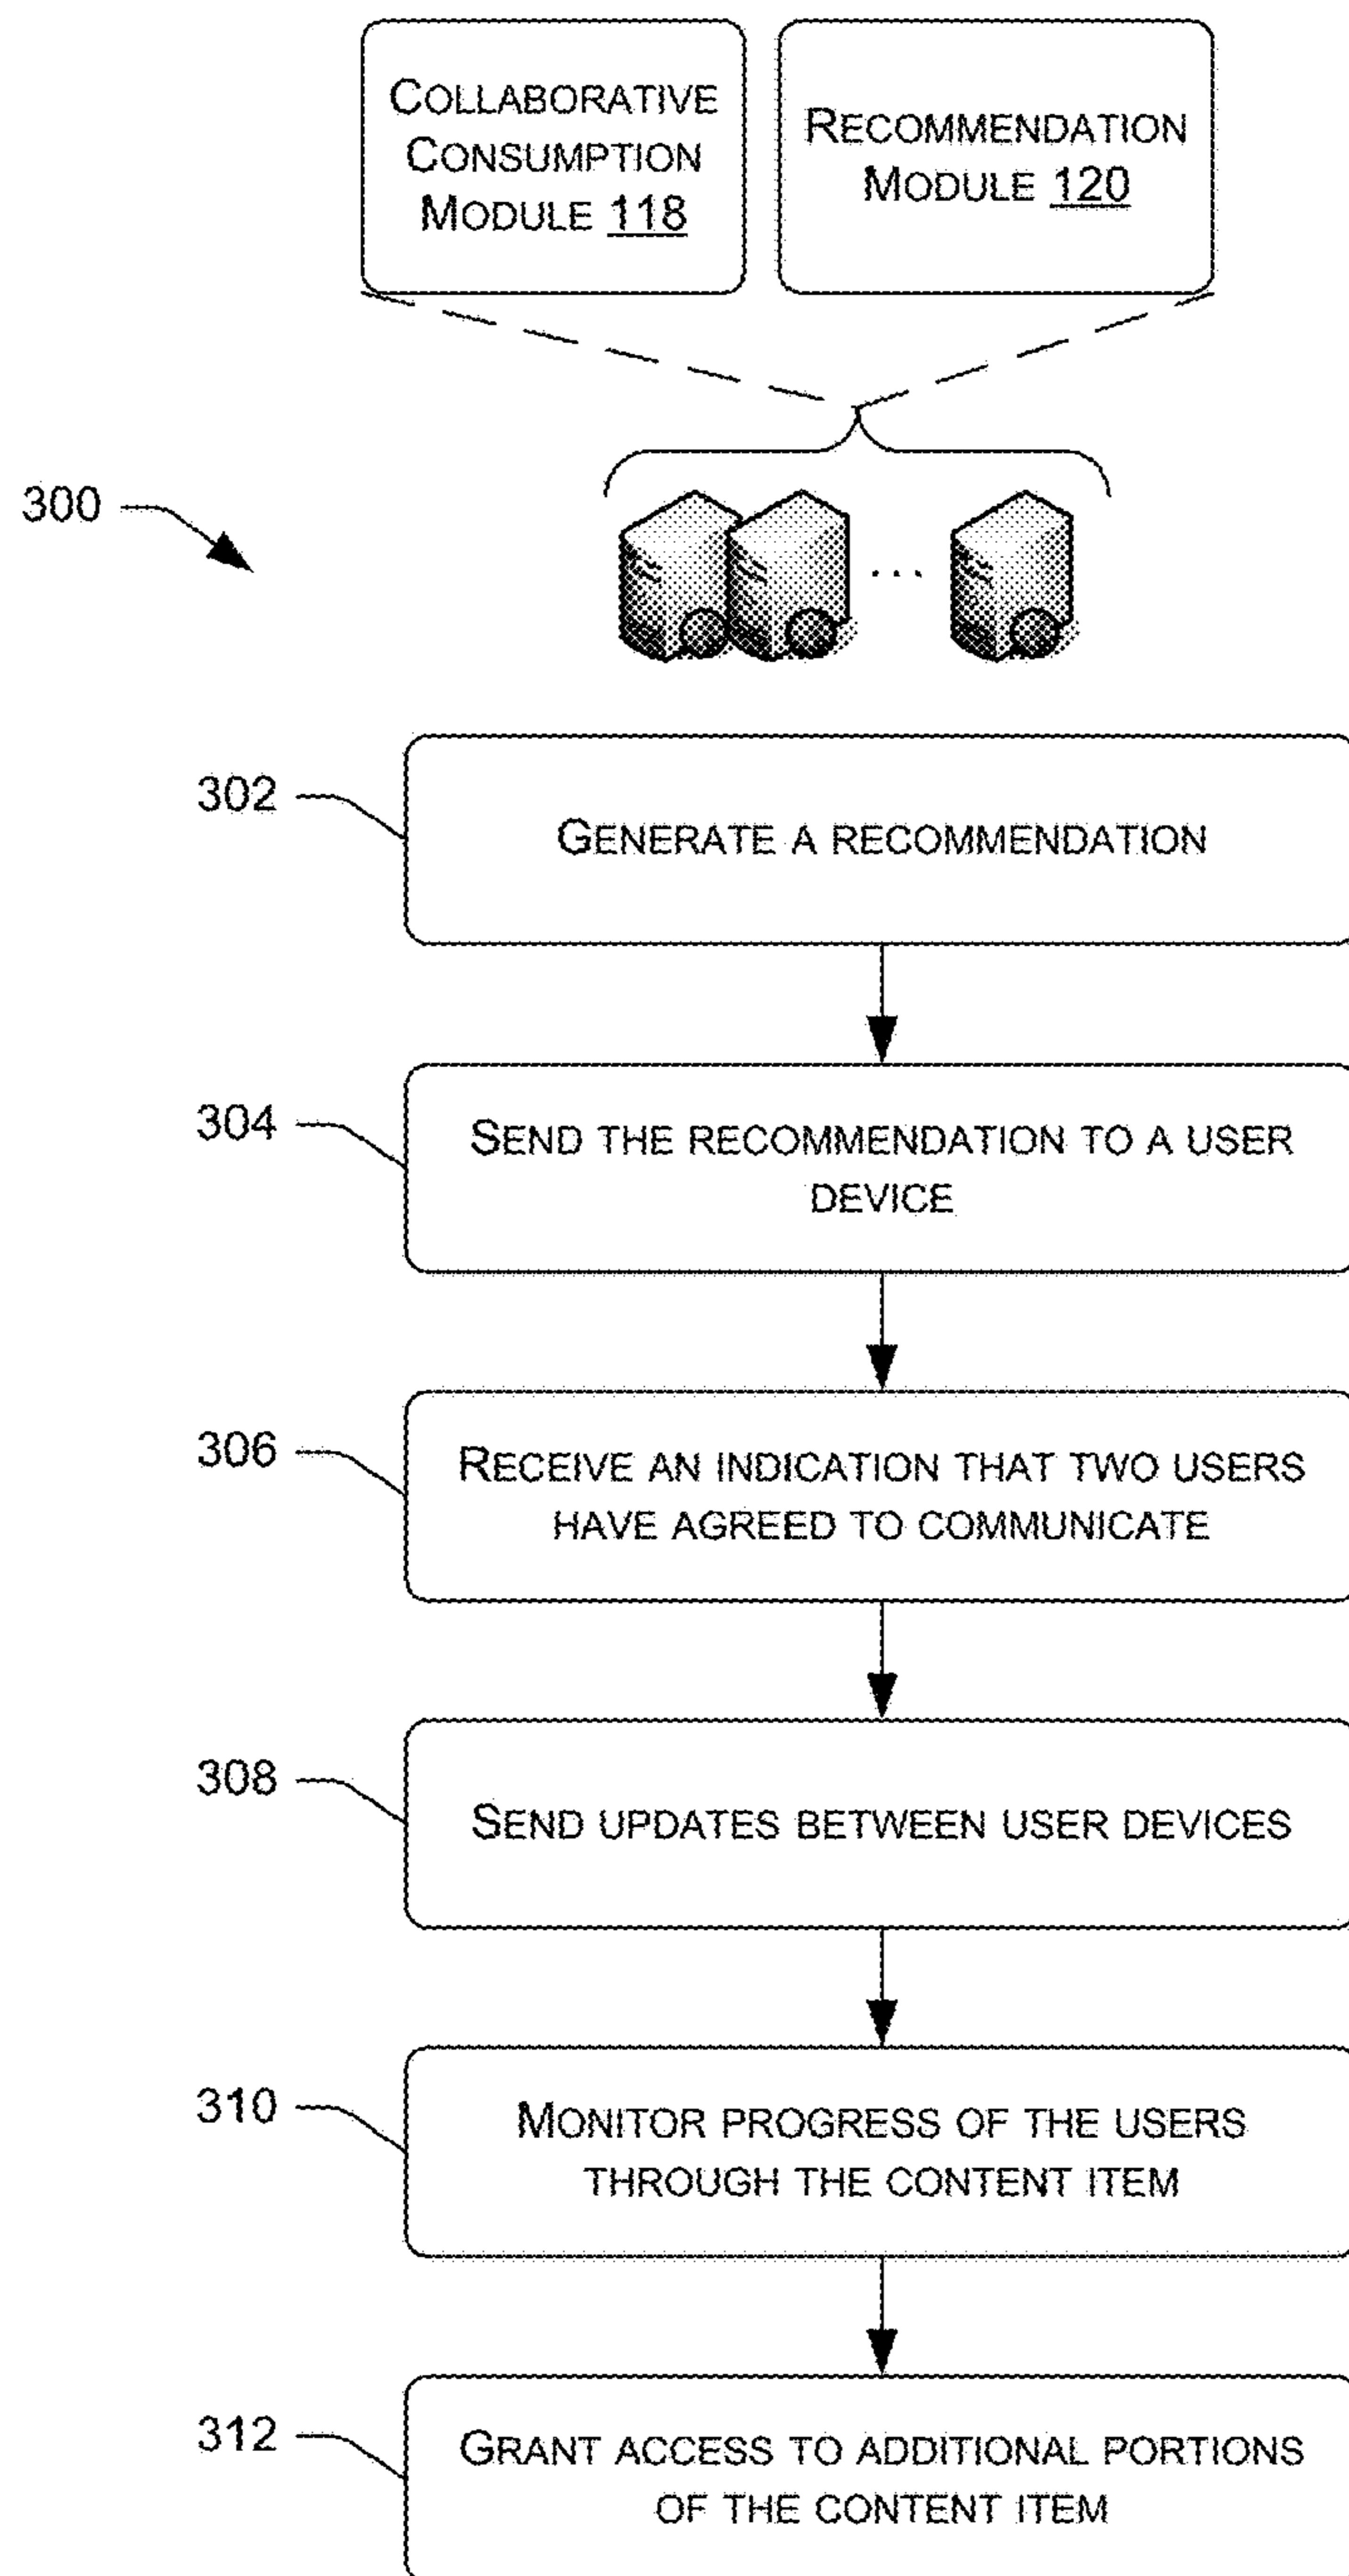 COLLABORATIVE
CONSUMPTION
MODULE 118
RECOMMENDATION
MODULE 120
300
...
302
GENERATE A RECOMMENDATION
304
SEND THE RECOMMENDATION TO A USER
DEVICE
306
RECEIVE AN INDICATION THAT TWO USERS
HAVE AGREED TO COMMUNICATE
308
SEND UPDATES BETWEEN USER DEVICES
310
MONITOR PROGRESS OF THE USERS
THROUGH THE CONTENT ITEM
312
GRANT ACCESS TO ADDITIONAL PORTIONS
OF THE CONTENT ITEM